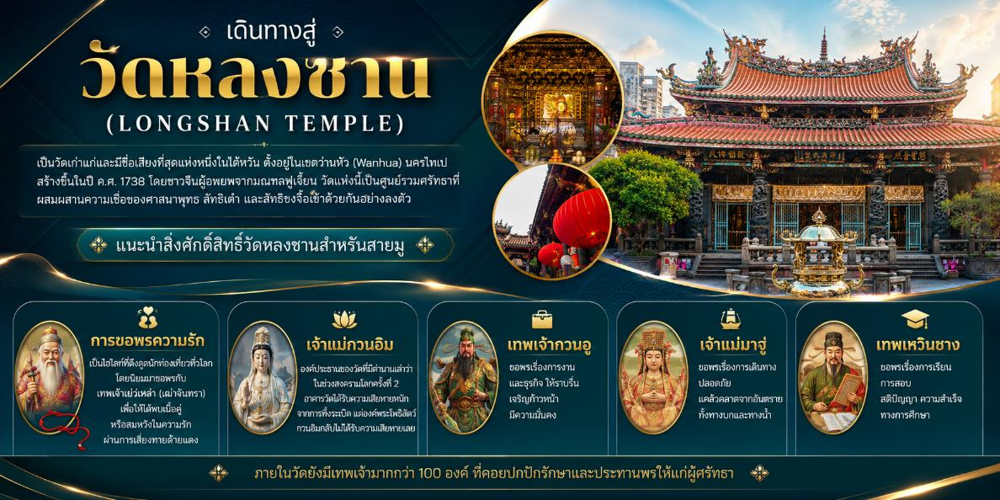 เดินทางสู่
วัดหลงซาน
(LONGSHAN TEMPLE)
เป็นวัดเก่าแก่และมีชื่อเสียงที่สุดแห่งหนึ่งในไต้หวัน ตั้งอยู่ในเขตว่านหัว (Wanhua) นครไทเป
สร้างขึ้นในปี ค.ศ. 1738 โดยชาวจีนผู้อพยพจากมณฑลฟูเจี้ยน วัดแห่งนี้เป็นศูนย์รวมศรัทธาที่
ผสมผสานความเชื่อของศาสนาพุทธ ลัทธิเต๋า และลัทธิขงจื๊อเข้าด้วยกันอย่างลงตัว
แนะนำสิ่งศักดิ์สิทธิ์วัดหลงซานสำหรับสายมู
การขอพรความรัก
เป็นไฮไลท์ที่ดึงดูดนักท่องเที่ยวทั่วโลก
โดยนิยมมาขอพรกับ
เทพเจ้าเย่ว์เหล่า (เฒ่าจันทรา)
เพื่อให้ได้พบเนื้อคู่
หรือสมหวังในความรัก
ผ่านการเสี่ยงทายด้ายแดง
เจ้าแม่กวนอิม
องค์ประธานของวัดที่มีตำนานเล่าว่า
ในช่วงสงครามโลกครั้งที่ 2
อาคารวัดได้รับความเสียหายหนัก
จากการทิ้งระเบิด แต่องค์พระโพธิสัตว์
กวนอิมกลับไม่ได้รับความเสียหายเลย
เทพเจ้ากวนอู
ขอพรเรื่องการงาน
และธุรกิจ ให้ราบรื่น
เจริญก้าวหน้า
มีความมั่นคง
เจ้าแม่มาจู่
ขอพรเรื่องการเดินทาง
ปลอดภัย
แคล้วคลาดจากอันตราย
ทั้งทางบกและทางน้ำ
เทพเหวินชาง
ขอพรเรื่องการเรียน
การสอบ
สติปัญญา ความสำเร็จ
ทางการศึกษา
ภายในวัดยังมีเทพเจ้ามากกว่า 100 องค์ ที่คอยปกปักรักษาและประทานพรให้แก่ผู้ศรัทธา